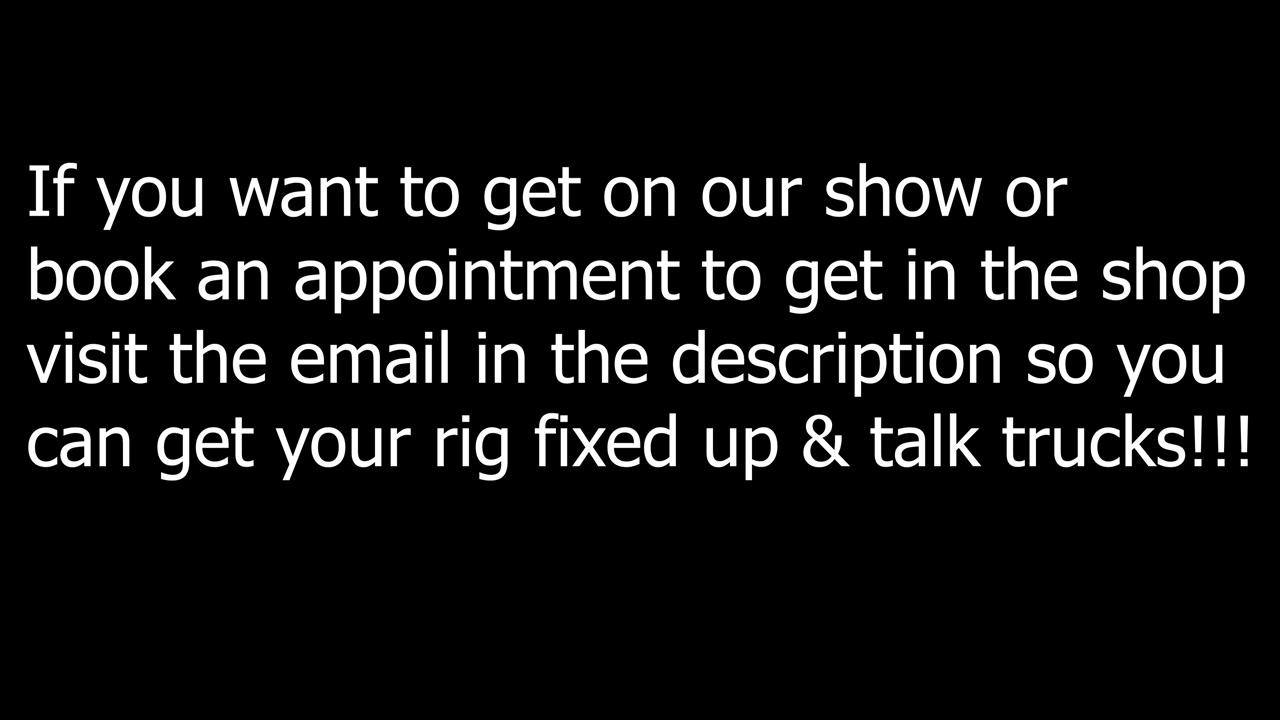 If you want to get on our show or
book an appointment to get in the shop
visit the email in the description so you
can get your rig fixed up & talk trucks!!!